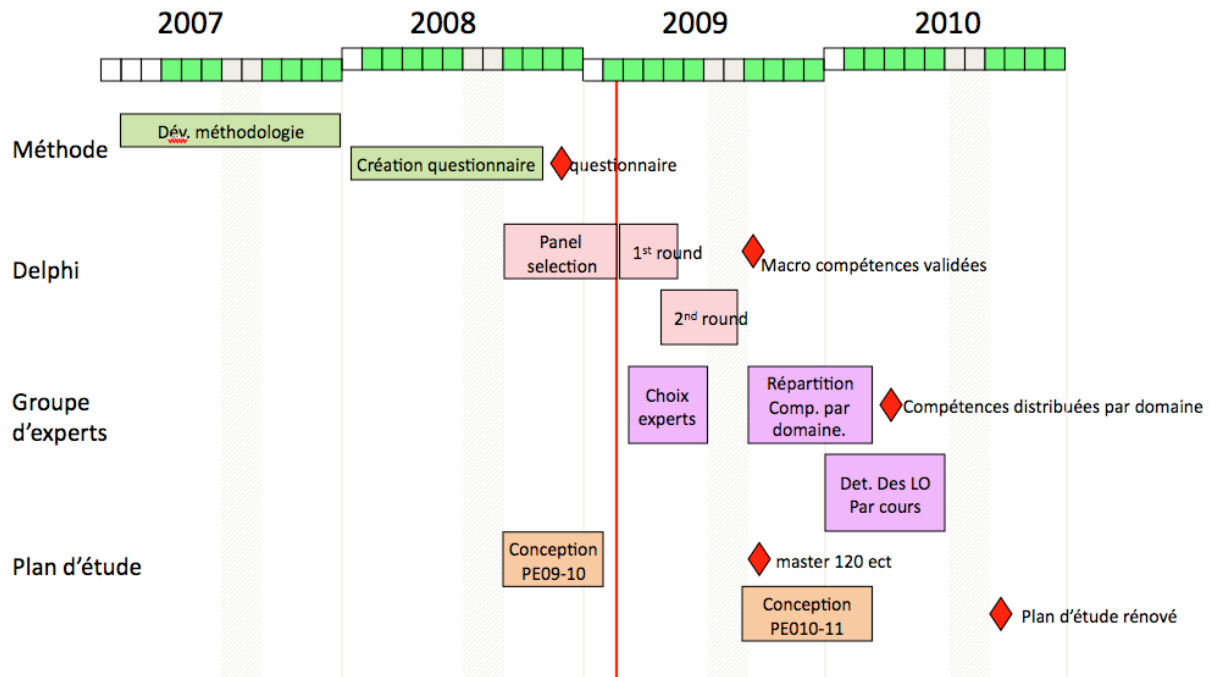 2007 2008 2009 2010
Méthode
Dév. méthodologie
Création questionnaire
questionnaire
Delphi
Panel
selection
1st round
Macro compétences validées
2nd round
Groupe
d'experts
Choix
experts
Répartition
Comp. par
domaine.
Compétences distribuées par domaine
Det. Des LO
Par cours
Plan d'étude
Conception
PE09-10
master 120 ect
Conception
PE010-11
Plan d'étude rénové